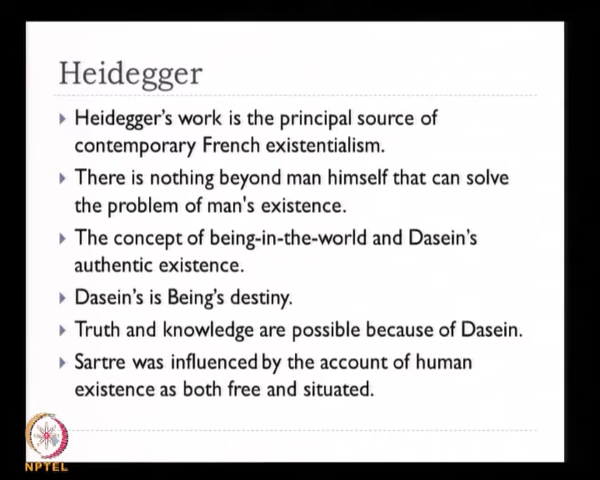 Heidegger
Heidegger's work is the principal source of
contemporary French existentialism.
There is nothing beyond man himself that can solve
the problem of man's existence.
The concept of being-in-the-world and Dasein's
authentic existence.
Dasein's is Being's destiny.
Truth and knowledge are possible because of Dasein.
Sartre was influenced by the account of human
existence as both free and situated.
NPTEL